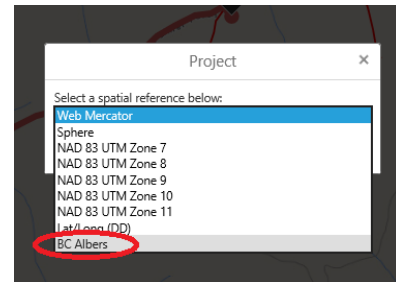 Project ×
Select a spatial reference below:
Web Mercator
Sphere
NAD 83 UTM Zone 7
NAD 83 UTM Zone 8
NAD 83 UTM Zone 9
NAD 83 UTM Zone 10
NAD 83 UTM Zone 11
Lat/Long (DD)
BC Albers